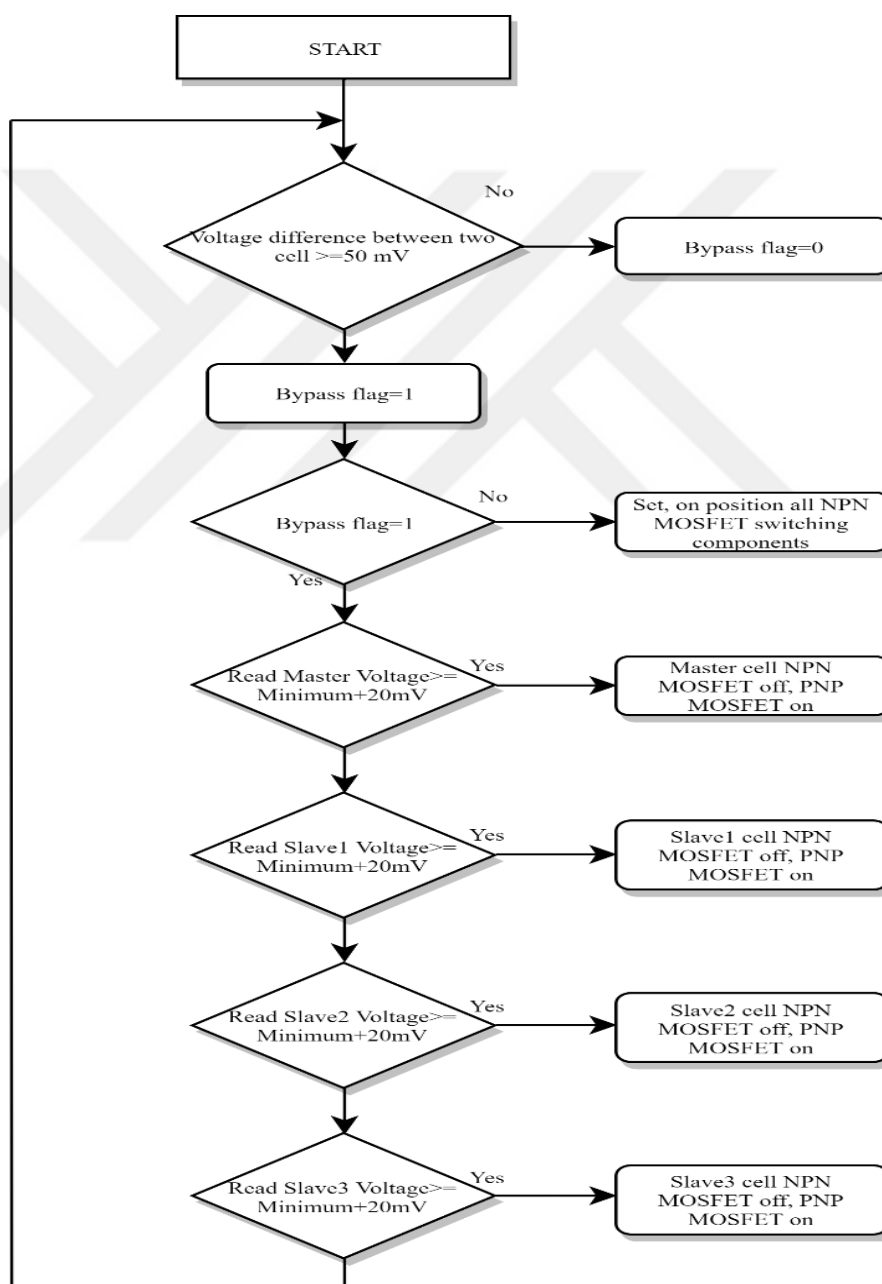 START
No
Voltage difference between two
cell >=50 mV
Bypass flag=0
Bypass flag=1
No
Bypass flag=1
Set, on position all NPN
MOSFET switching
components
Yes
Read Master Voltage>=
Minimum+20mV
Yes
Master cell NPN
MOSFET off, PNP
MOSFET on
Read Slave1 Voltage>=
Minimum+20mV
Yes
Slave1 cell NPN
MOSFET off, PNP
MOSFET on
Read Slave2 Voltage>=
Minimum+20mV
Yes
Slave2 cell NPN
MOSFET off, PNP
MOSFET on
Read Slave3 Voltage>=
Minimum+20mV
Yes
Slave3 cell NPN
MOSFET off, PNP
MOSFET on